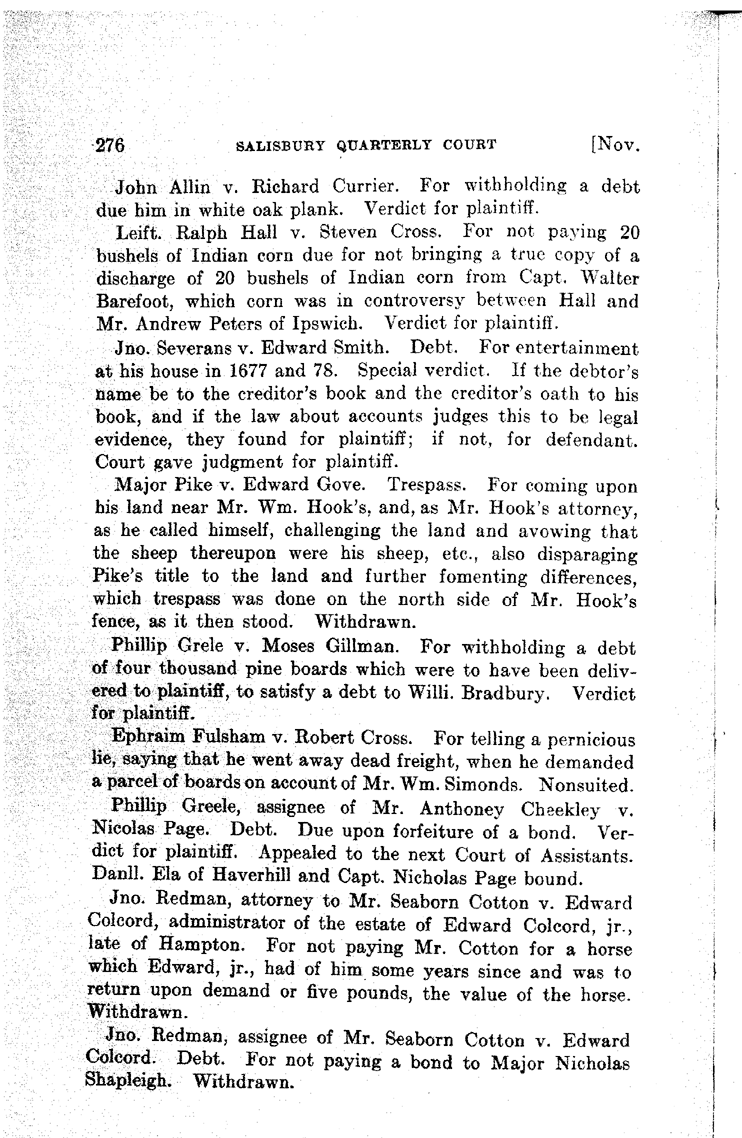 276 SALISBURY QUARTERLY COURT [Nov.
John Allin v. Richard Currier. For withholding a debt
due him in white oak plank. Verdict for plaintiff.
Leift. Ralph Hall v. Steven Cross. For not paying 20
bushels of Indian corn due for not bringing a true copy of a
discharge of 20 bushels of Indian corn from Capt. Walter
Barefoot, which corn was in controversy between Hall and
Mr. Andrew Peters of Ipswich. Verdict for plaintiff.
Jno. Severans v. Edward Smith. Debt. For entertainment
at his house in 1677 and 78. Special verdict. If the debtor's
name be to the creditor's book and the creditor's oath to his
book, and if the law about accounts judges this to be legal
evidence, they found for plaintiff; if not, for defendant.
Court gave judgment for plaintiff.
Major Pike v. Edward Gove. Trespass. For coming upon
his land near Mr. Wm. Hook's, and, as Mr. Hook's attorney,
as he called himself, challenging the land and avowing that
the sheep thereupon were his sheep, etc., also disparaging
Pike's title to the land and further fomenting differences,
which trespass was done on the north side of Mr. Hook's
fence, as it then stood. Withdrawn.
Phillip Grele v. Moses Gillman. For withholding a debt
of four thousand pine boards which were to have been deliv-
ered to plaintiff, to satisfy a debt to Willi. Bradbury. Verdict
for plaintiff.
Ephraim Fulsham v. Robert Cross. For telling a pernicious
lie, saying that he went away dead freight, when he demanded
a parcel of boards on account of Mr. Wm. Simonds. Nonsuited.
Phillip Greele, assignee of Mr. Anthoney Checkley v.
Nicolas Page. Debt. Due upon forfeiture of a bond. Ver-
dict for plaintiff. Appealed to the next Court of Assistants.
Danll. Ela of Haverhill and Capt. Nicholas Page bound.
Jno. Redman, attorney to Mr. Seaborn Cotton v. Edward
Colcord, administrator of the estate of Edward Colcord, jr.,
late of Hampton. For not paying Mr. Cotton for a horse
which Edward, jr., had of him some years since and was to
return upon demand or five pounds, the value of the horse.
Withdrawn.
Jno. Redman, assignee of Mr. Seaborn Cotton v. Edward
Colcord. Debt. For not paying a bond to Major Nicholas
Shapleigh. Withdrawn.